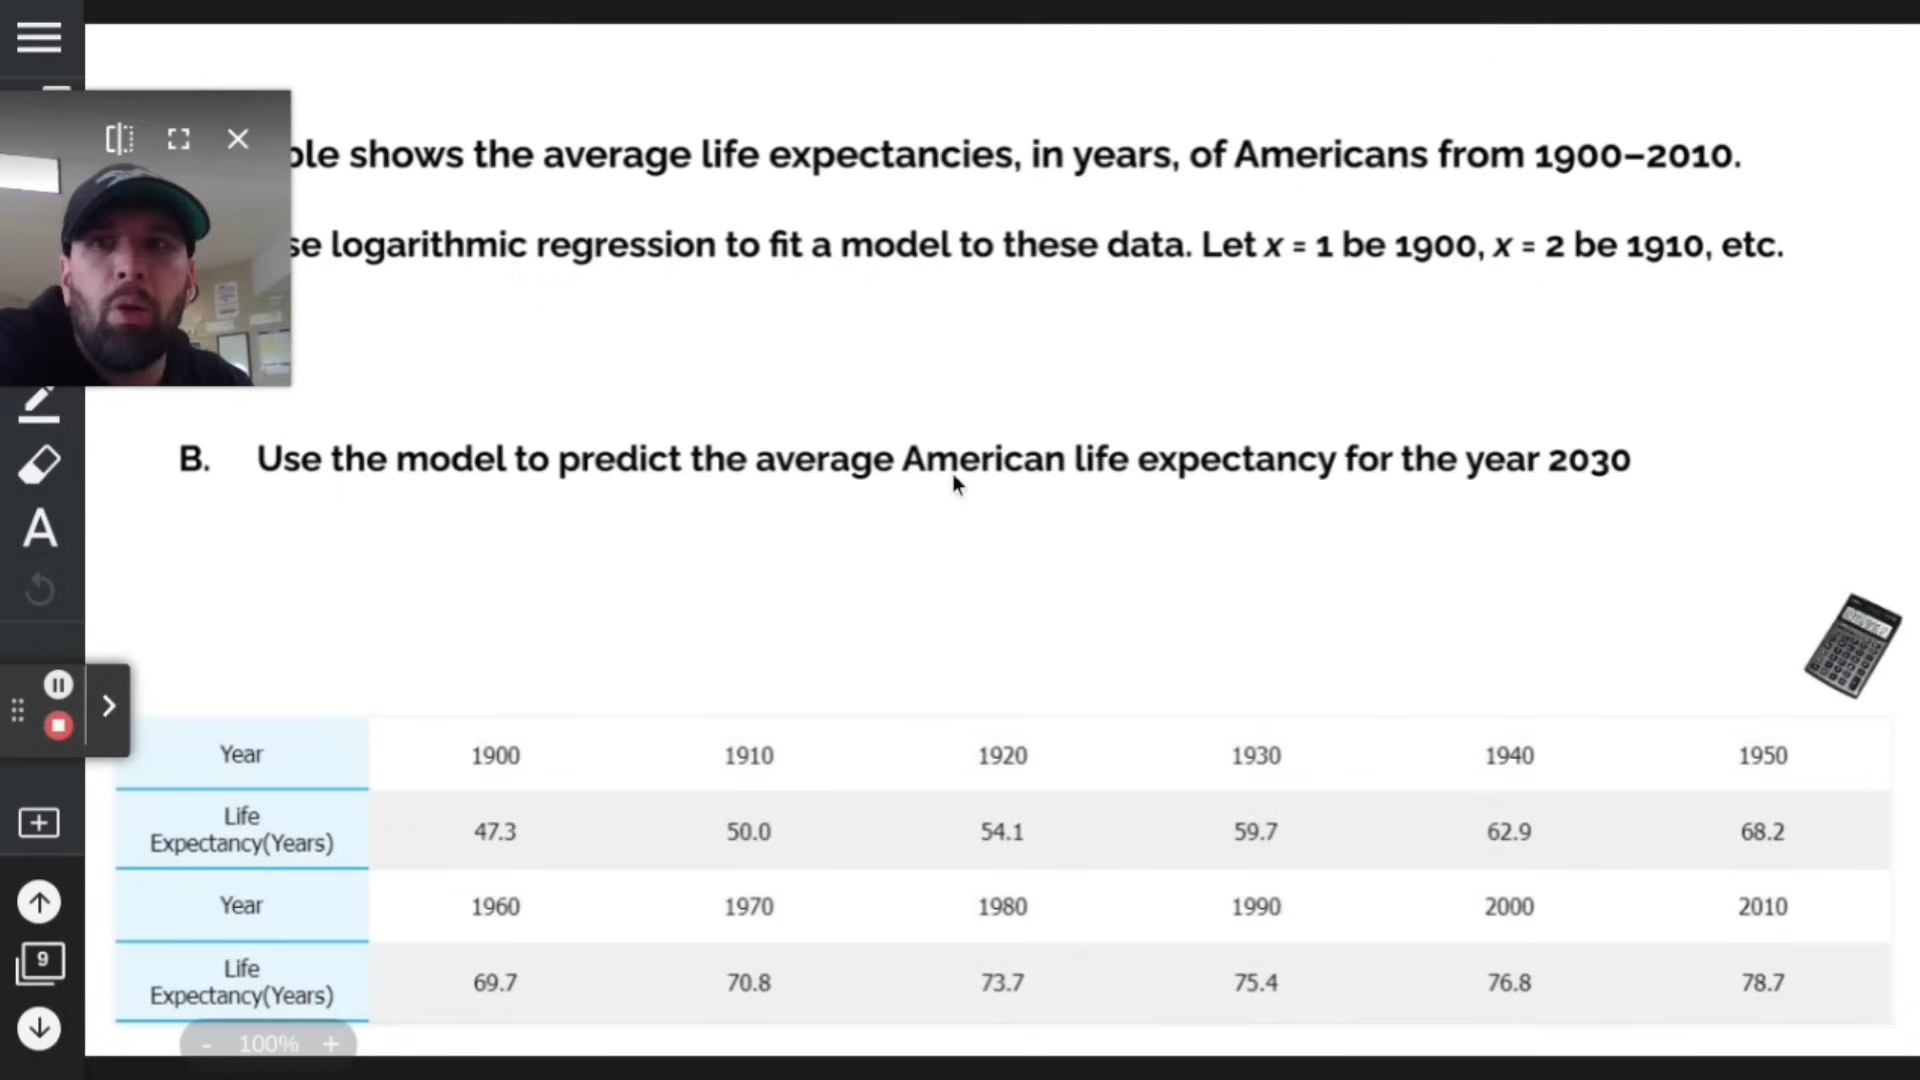 ble shows the average life expectancies, in years, of Americans from 1900–2010.
se logarithmic regression to fit a model to these data. Let x = 1 be 1900, x = 2 be 1910, etc.
B. Use the model to predict the average American life expectancy for the year 2030
A
Year 1900 1910 1920 1930 1940 1950
Life
Expectancy(Years) 47.3 50.0 54.1 59.7 62.9 68.2
Year 1960 1970 1980 1990 2000 2010
Life
Expectancy(Years) 69.7 70.8 73.7 75.4 76.8 78.7
9
- 100% +